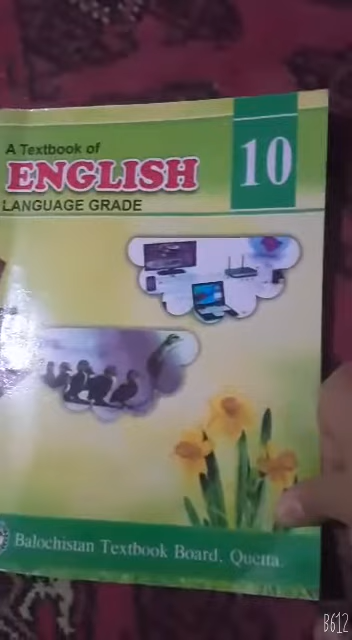 A Textbook of
ENGLISH
LANGUAGE GRADE
10
Balochistan Textbook Board, Quetta.
B612